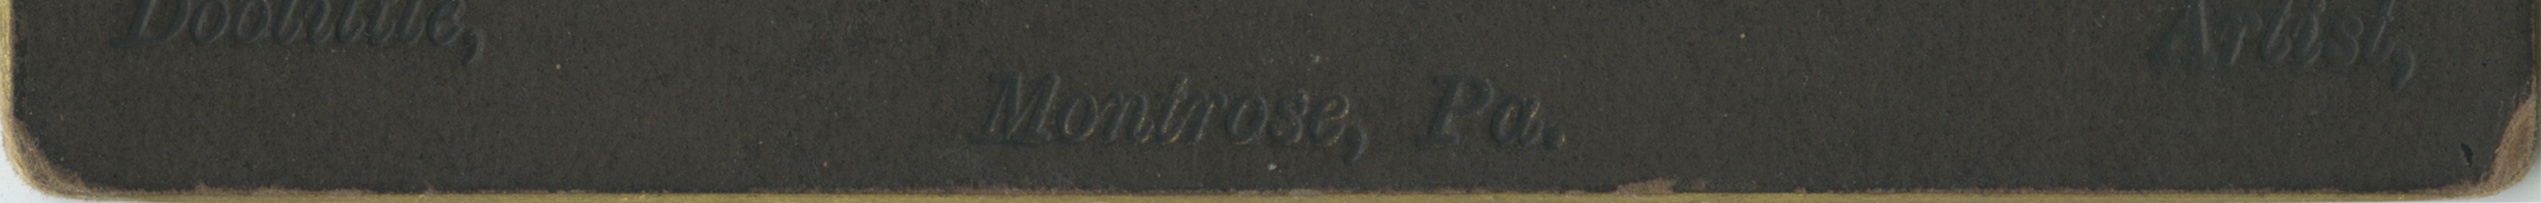 Doolittle, Artist,
Montrose, Pa.